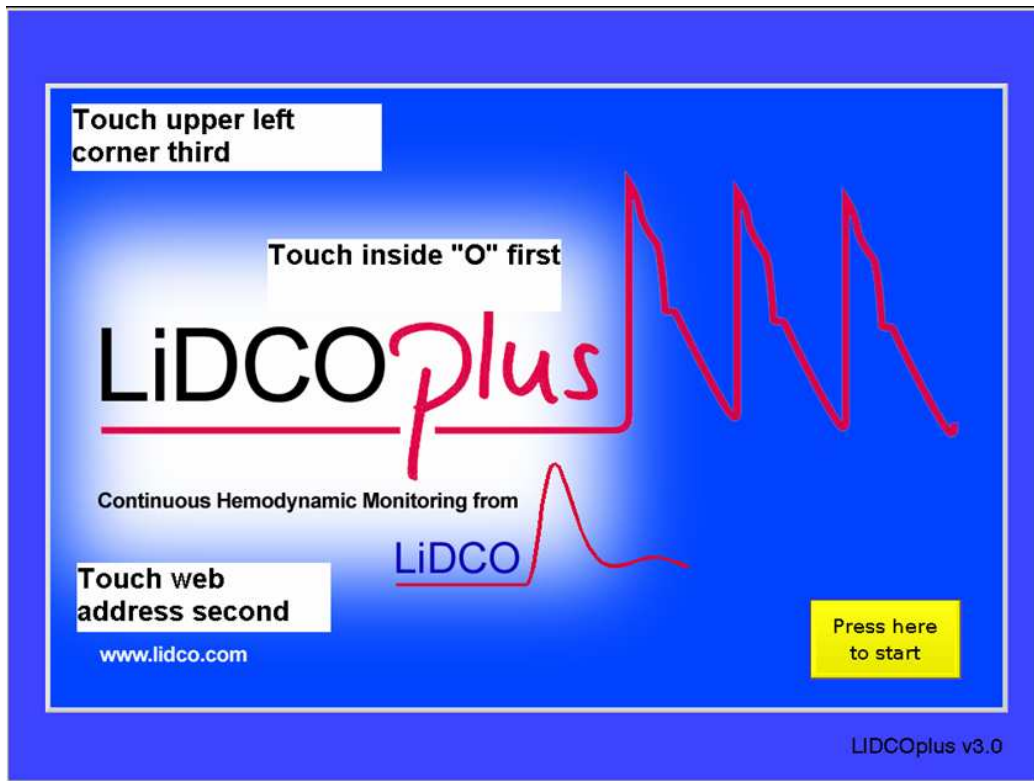 Touch upper left
corner third
Touch inside "O" first
LiDCOplus
Continuous Hemodynamic Monitoring from
LiDCO
Touch web
address second
www.lidco.com
Press here
to start
LIDCOplus v3.0